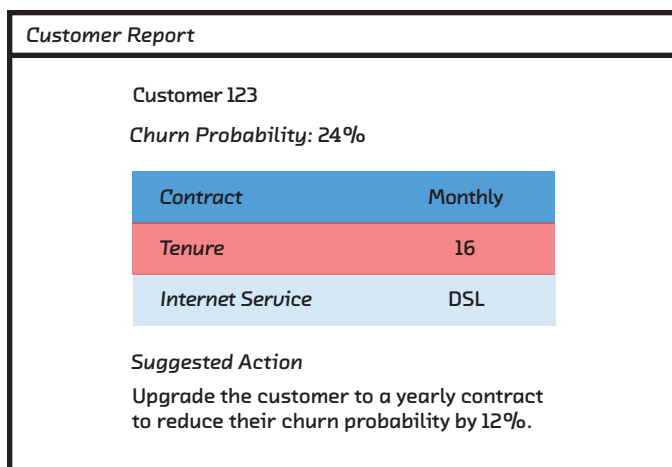 Customer Report
Customer 123
Churn Probability: 24%
Contract Monthly
Tenure 16
Internet Service DSL
Suggested Action
Upgrade the customer to a yearly contract
to reduce their churn probability by 12%.